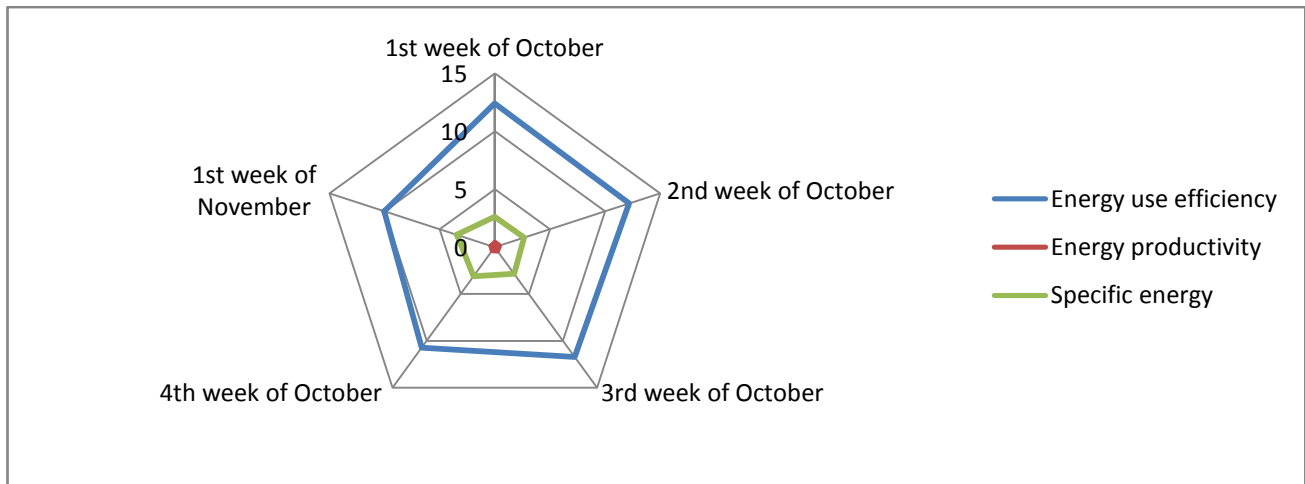 1st week of October
15
10
5
0
2nd week of October
3rd week of October
4th week of October
1st week of
November
Energy use efficiency
Energy productivity
Specific energy